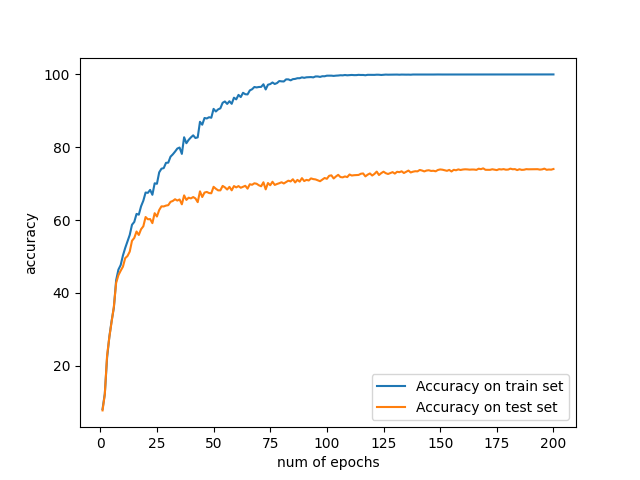 100
80
60
40
20
accuracy
0 25 50 75 100 125 150 175 200
num of epochs
Accuracy on train set
Accuracy on test set